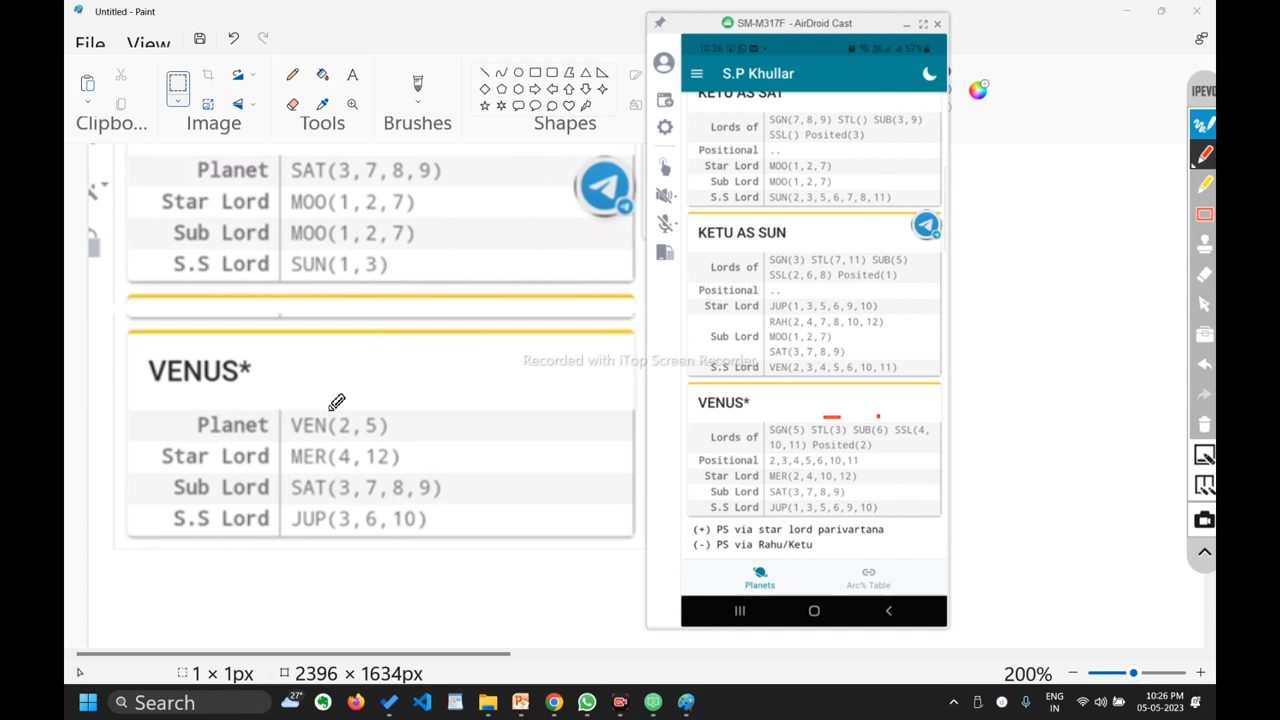 Untitled - Paint
File View
Clipbo... Image Tools Brushes Shapes
Planet SAT(3,7,8,9)
Star Lord MOO(1,2,7)
Sub Lord MOO(1,2,7)
S.S Lord SUN(1,3)
VENUS*
Planet VEN(2,5)
Star Lord MER(4,12)
Sub Lord SAT(3,7,8,9)
S.S Lord JUP(3,6,10)
SM-M317F - AirDroid Cast
10:26 57%
S.P Khullar
KETU AS SAT
Lords of SGN(7,8,9) STL() SUB(3,9)
SSL() Posited(3)
Positional ..
Star Lord MOO(1,2,7)
Sub Lord MOO(1,2,7)
S.S Lord SUN(2,3,5,6,7,8,11)
KETU AS SUN
Lords of SGN(3) STL(7,11) SUB(5)
SSL(2,6,8) Posited(1)
Positional ..
Star Lord JUP(1,3,5,6,9,10)
RAH(2,4,7,8,10,12)
Sub Lord MOO(1,2,7)
SAT(3,7,8,9)
S.S Lord VEN(2,3,4,5,6,10,11)
Recorded with iTop Screen Recorder
VENUS*
Lords of SGN(5) STL(3) SUB(6) SSL(4,
10,11) Posited(2)
Positional 2,3,4,5,6,10,11
Star Lord MER(2,4,10,12)
Sub Lord SAT(3,7,8,9)
S.S Lord JUP(1,3,5,6,9,10)
(+) PS via star lord parivartana
(-) PS via Rahu/Ketu
Planets Arc% Table
IPEVO
1 × 1px 2396 × 1634px 200%
Search 27° ENG IN 10:26 PM 05-05-2023